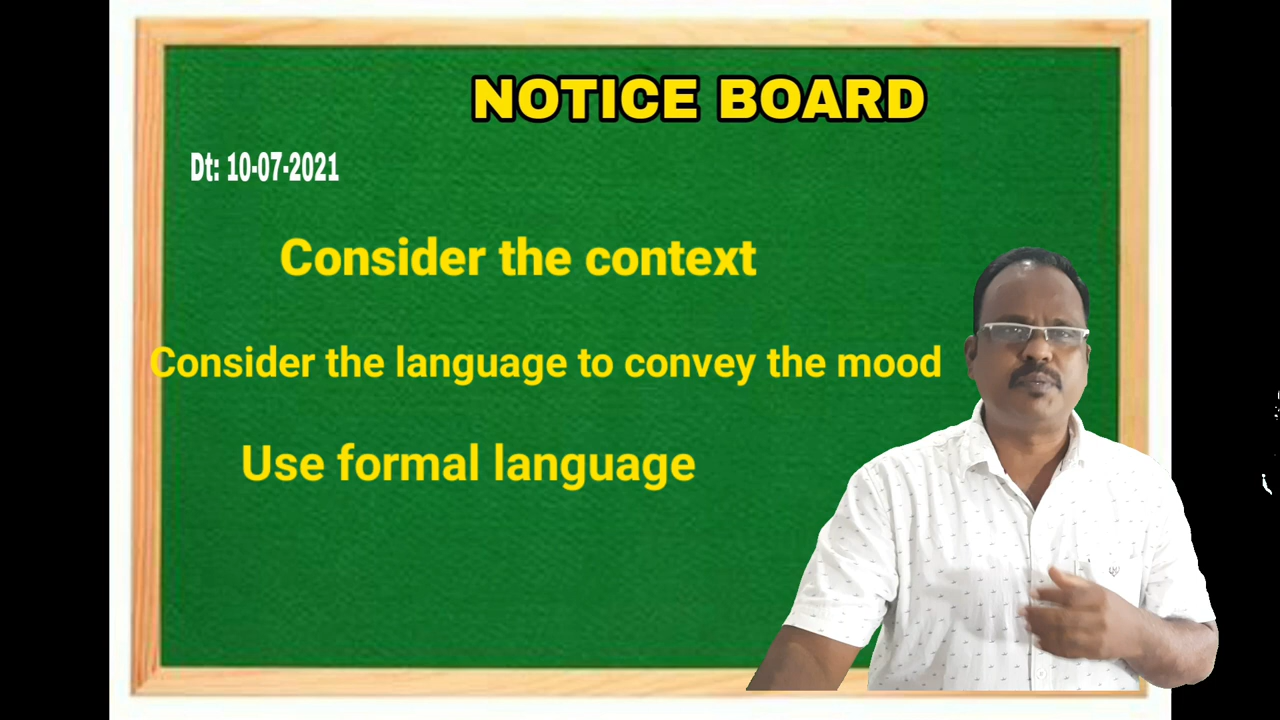 NOTICE BOARD
Dt: 10-07-2021
Consider the context
Consider the language to convey the mood
Use formal language